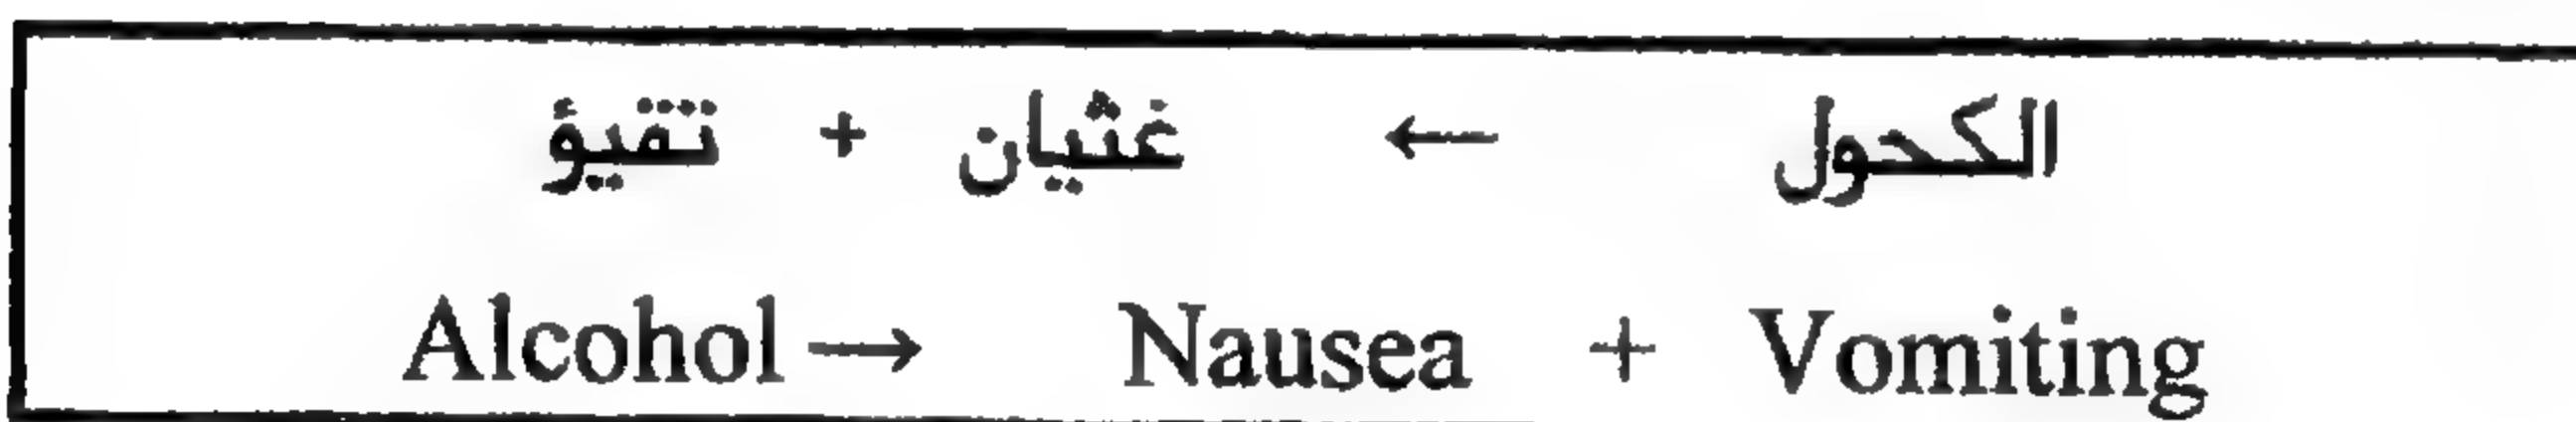 الكحول ← غثيان + تقيؤ
Alcohol → Nausea + Vomiting